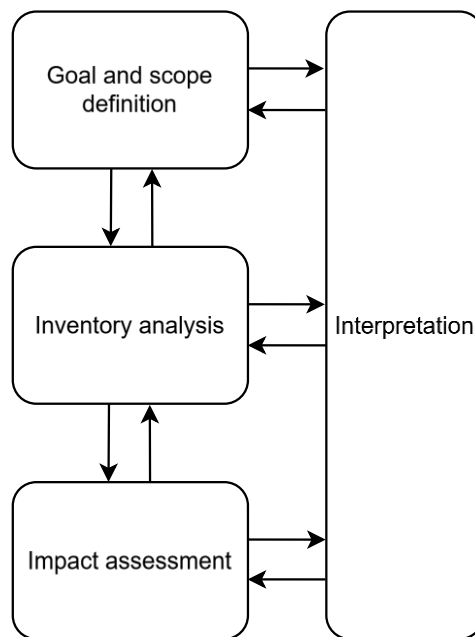 Goal and scope
definition
Inventory analysis
Interpretation
Impact assessment